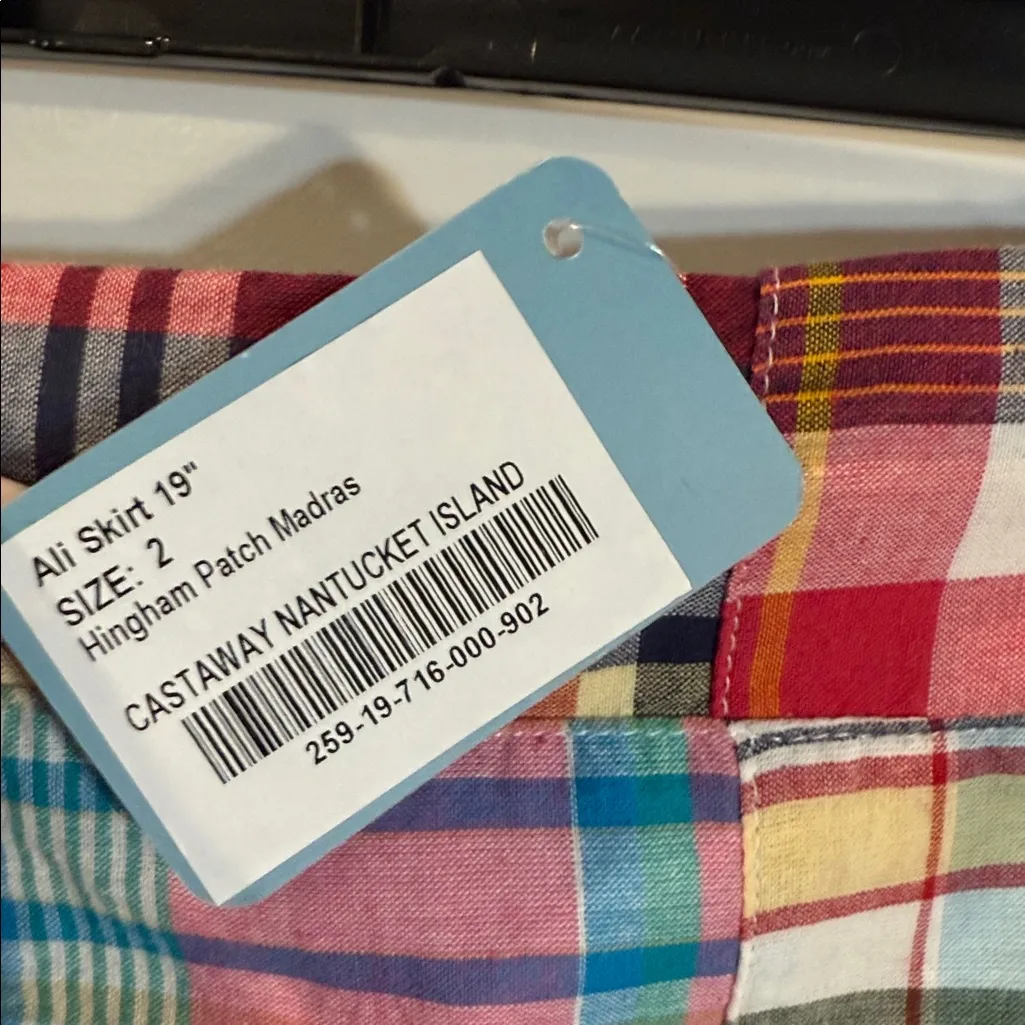 Ali Skirt 19"
SIZE: 2
Hingham Patch Madras
CASTAWAY NANTUCKET ISLAND
259-19-716-000-902